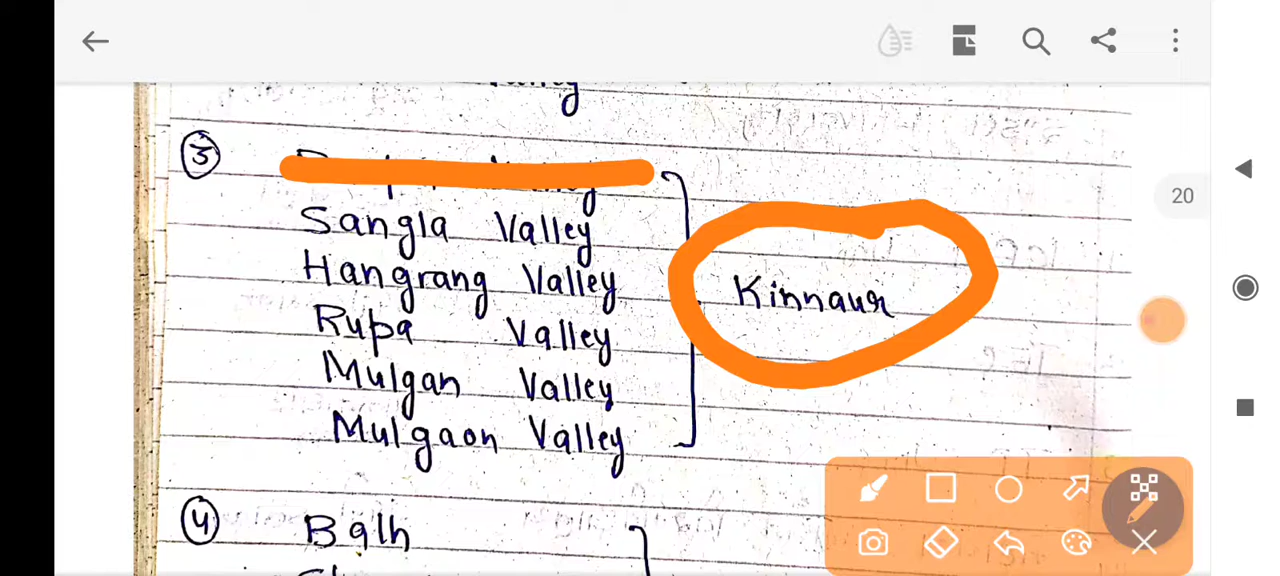 20
3
Sangla Valley
Hangrang Valley
Rupa Valley
Mulgan Valley
Mulgaon Valley
Kinnaur
4
Balh